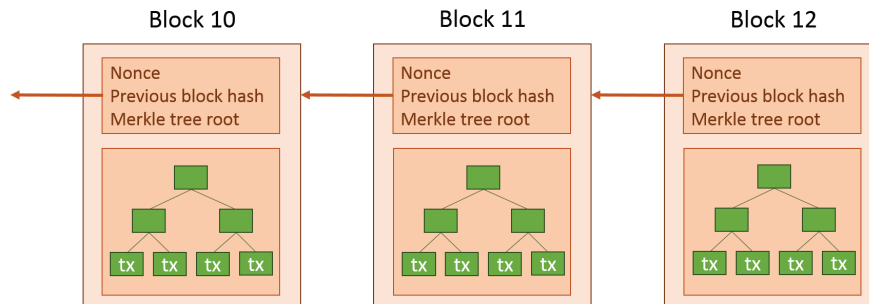 Block 10
Block 11
Block 12
Nonce
Previous block hash
Merkle tree root
Nonce
Previous block hash
Merkle tree root
Nonce
Previous block hash
Merkle tree root
tx tx tx tx
tx tx tx tx
tx tx tx tx